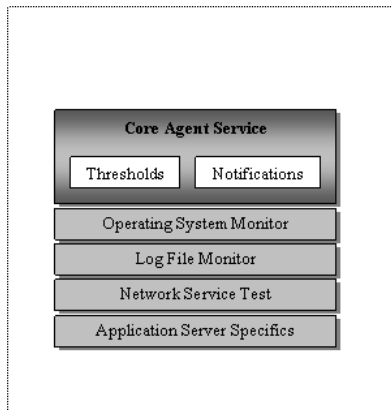 Core Agent Service
Thresholds Notifications
Operating System Monitor
Log File Monitor
Network Service Test
Application Server Specifics